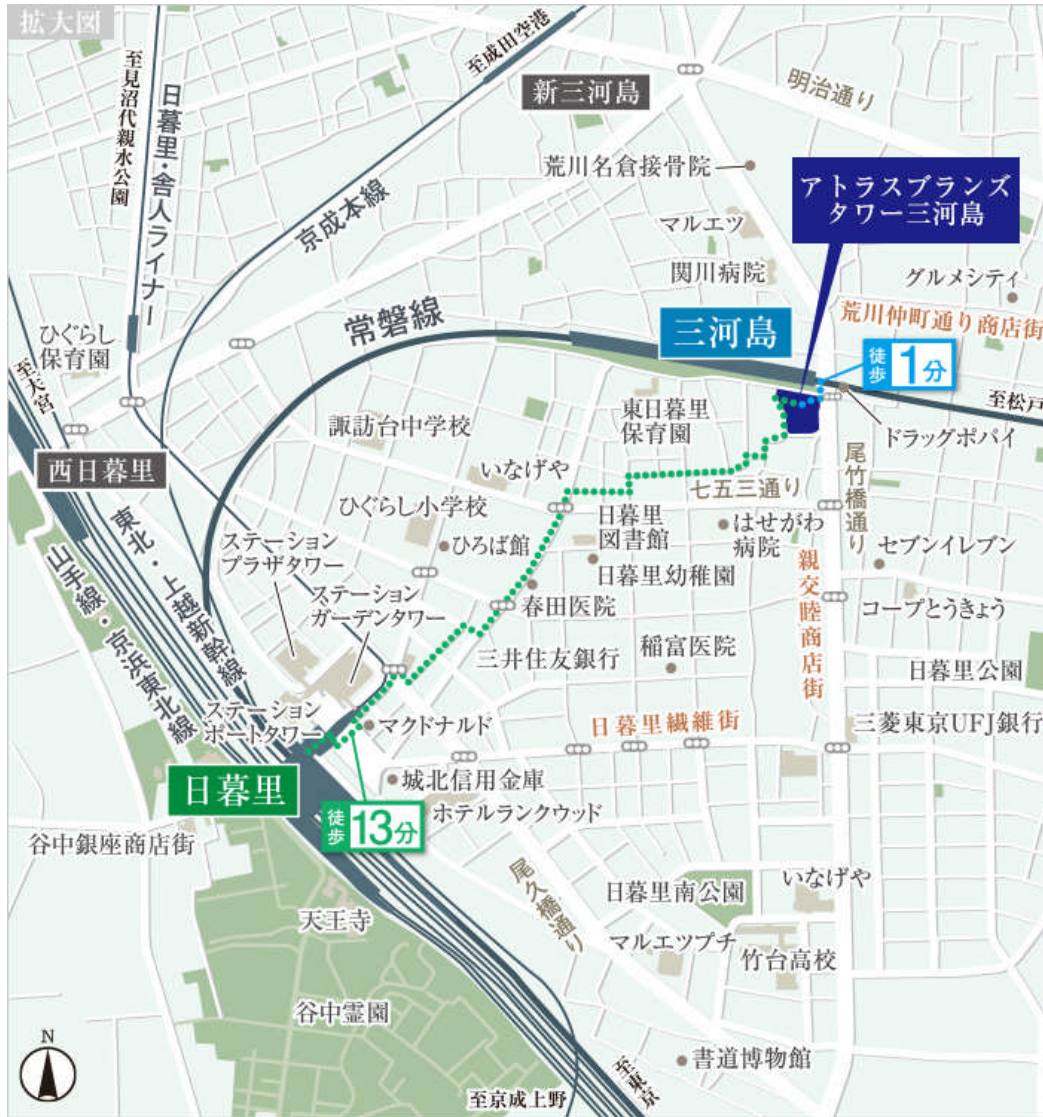 拡大図
至成田空港
至見沼代親水公園
日暮里・舎人ライナー
新三河島
明治通り
荒川名倉接骨院
京成本線
アトラスブランズ
タワー三河島
マルエツ
関川病院
グルメシティ
荒川仲町通り商店街
常磐線
三河島
徒歩1分
ひぐらし
保育園
至大宮
至松戸
ドラッグポパイ
東日暮里
保育園
諏訪台中学校
西日暮里
いなげや
七五三通り
尾竹橋通り
ひぐらし小学校
日暮里
図書館
はせがわ
病院
ひろば館
セブンイレブン
東北・上越新幹線
山手線・京浜東北線
ステーション
プラザタワー
日暮里幼稚園
親交睦商店街
ステーション
ガーデンタワー
春田医院
コープとうきょう
三井住友銀行
稲富医院
日暮里公園
ステーション
ポートタワー
マクドナルド
日暮里繊維街
三菱東京UFJ銀行
日暮里
城北信用金庫
徒歩13分
ホテルランクウッド
谷中銀座商店街
尾久橋通り
日暮里南公園
いなげや
天王寺
マルエツプチ
竹台高校
谷中霊園
N
書道博物館
至東京
至京成上野